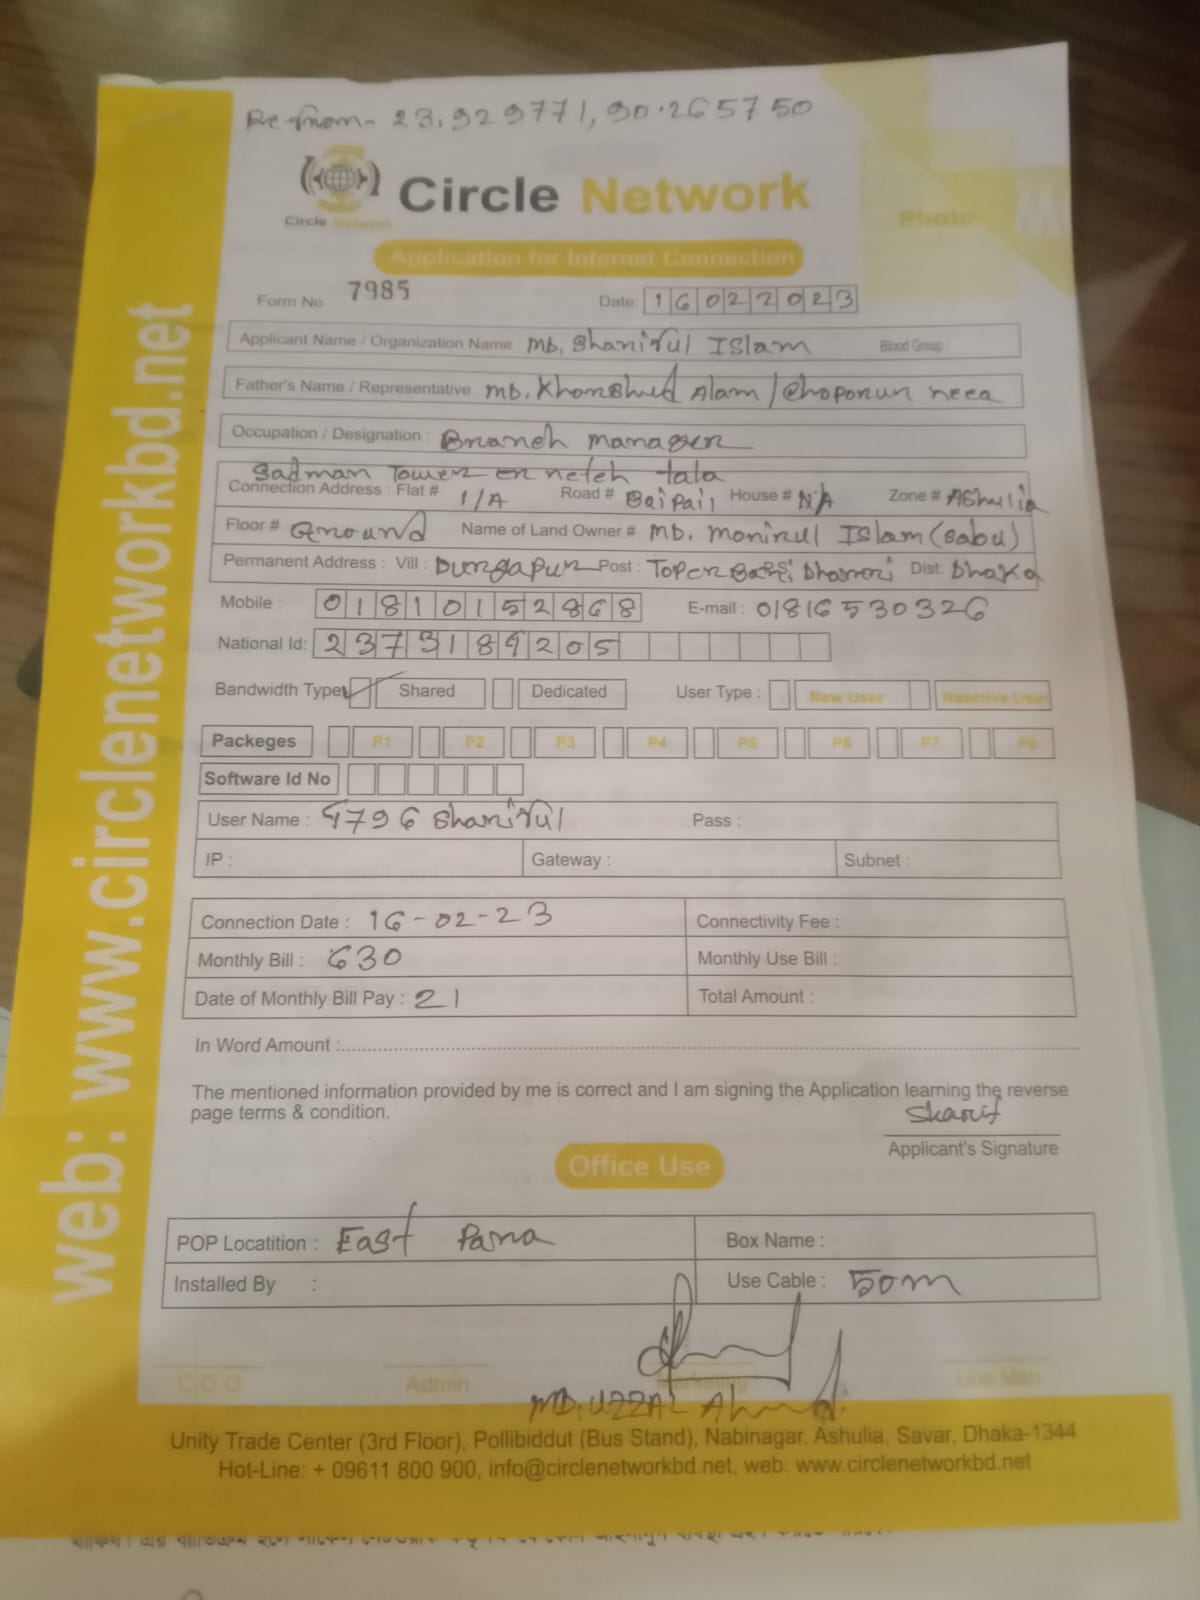 23.929771, 90.265750
Circle Network
Circle Network
Photo
Application for Internet Connection
Form No 7985 Date: 16022023
Applicant Name / Organization Name : MD. Shariful Islam Blood Group:
Father's Name / Representative : MD. Khorshed Alam /
Occupation / Designation : Branch manager
Sadman Tower tala
Connection Address : Flat # 1/A Road # Baipail House # N/A Zone # Ashulia
Floor # Ground Name of Land Owner # MD. Monirul Islam (Babu)
Permanent Address : Vill : Durgapur Post : Dhamrai Dist: Dhaka
Mobile : 01810152868 E-mail : 01816530326
National Id: 2373189205
Bandwidth Type Shared Dedicated User Type : New User Reactive User
Packeges P1 P2 P3 P4 P5 P6 P7 P8
Software Id No
User Name : 9796 Shariful Pass :
IP : Gateway : Subnet :
Connection Date : 16-02-23 Connectivity Fee :
Monthly Bill : 630 Monthly Use Bill :
Date of Monthly Bill Pay : 21 Total Amount :
In Word Amount :
The mentioned information provided by me is correct and I am signing the Application learning the reverse
page terms & condition.
Sharif
Applicant's Signature
Office Use
POP Locatition : East Para Box Name :
Installed By : Use Cable : 50m
C.O.O Admin Marketing Line Man
MD. UZZAL Ahmed
Unity Trade Center (3rd Floor), Pollibiddut (Bus Stand), Nabinagar, Ashulia, Savar, Dhaka-1344
Hot-Line: + 09611 800 900, info@circlenetworkbd.net, web: www.circlenetworkbd.net
web: www.circlenetworkbd.net